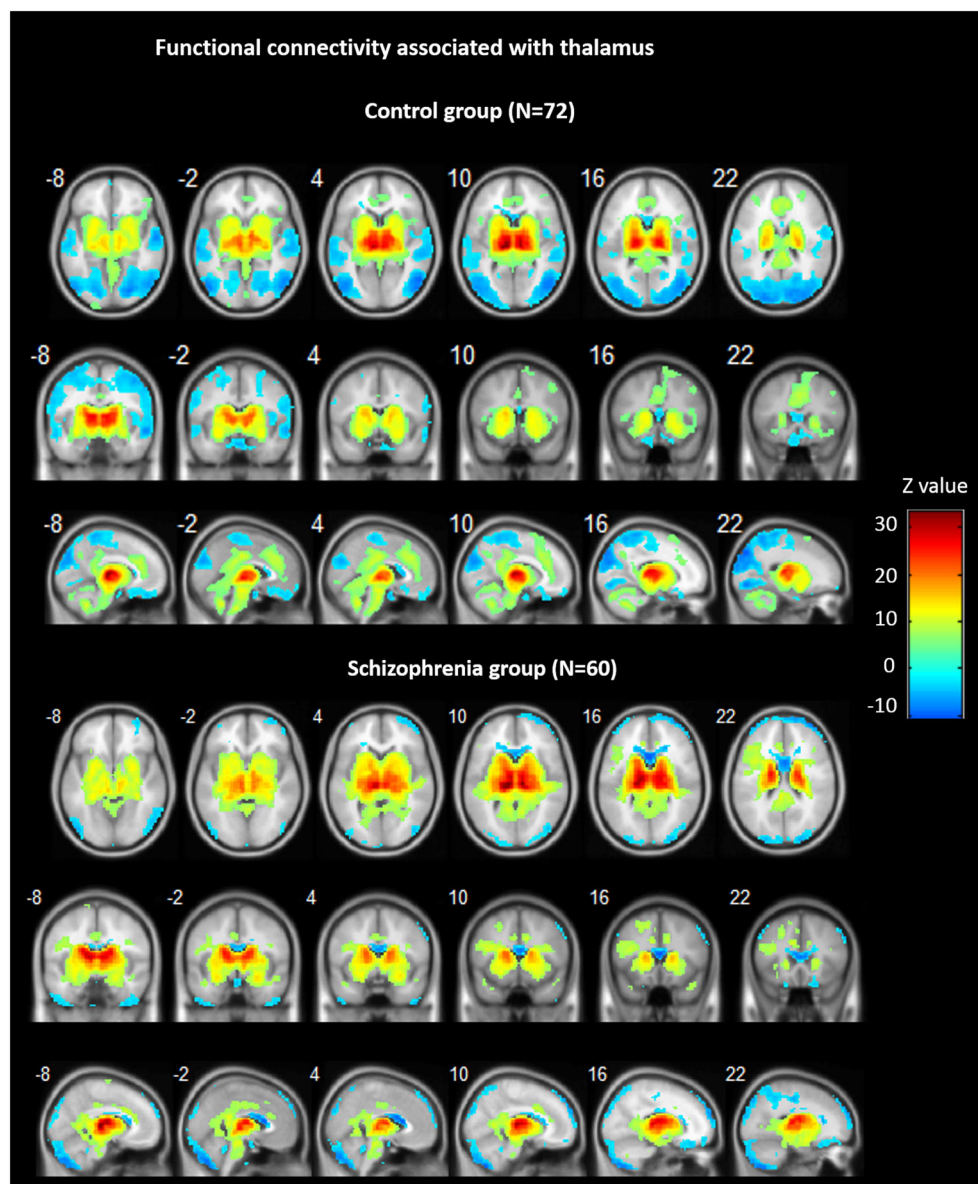 Functional connectivity associated with thalamus
Control group (N=72)
-8 -2 4 10 16 22
-8 -2 4 10 16 22
-8 -2 4 10 16 22
Z value
30
20
10
0
-10
Schizophrenia group (N=60)
-8 -2 4 10 16 22
-8 -2 4 10 16 22
-8 -2 4 10 16 22